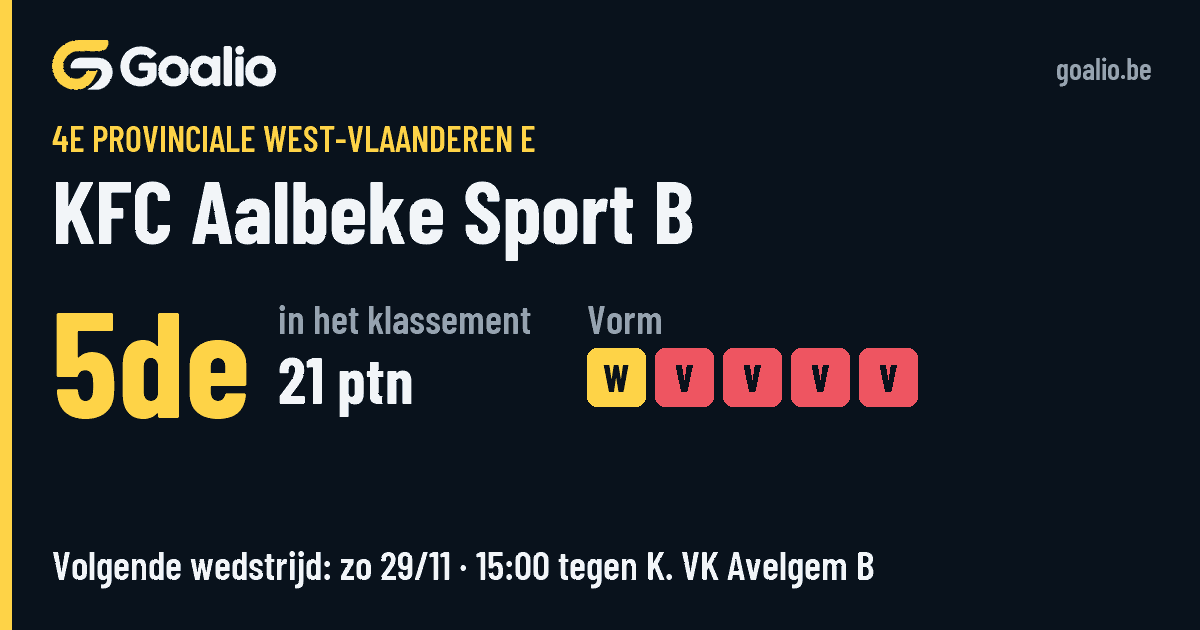 Goalio
goalio.be
4E PROVINCIALE WEST-VLAANDEREN E
KFC Aalbeke Sport B
5de
in het klassement
21 ptn
Vorm
W V V V V
Volgende wedstrijd: zo 29/11 · 15:00 tegen K. VK Avelgem B